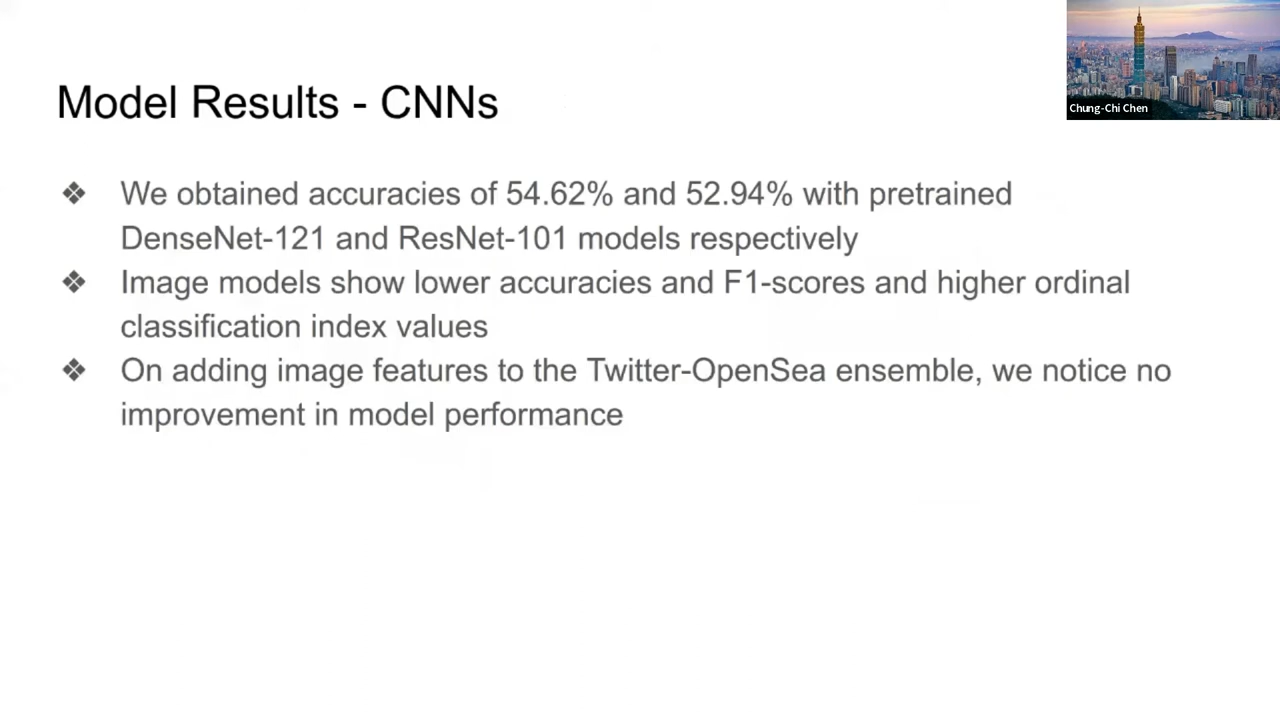 Chung-Chi Chen
Model Results - CNNs
❖ We obtained accuracies of 54.62% and 52.94% with pretrained
DenseNet-121 and ResNet-101 models respectively
❖ Image models show lower accuracies and F1-scores and higher ordinal
classification index values
❖ On adding image features to the Twitter-OpenSea ensemble, we notice no
improvement in model performance